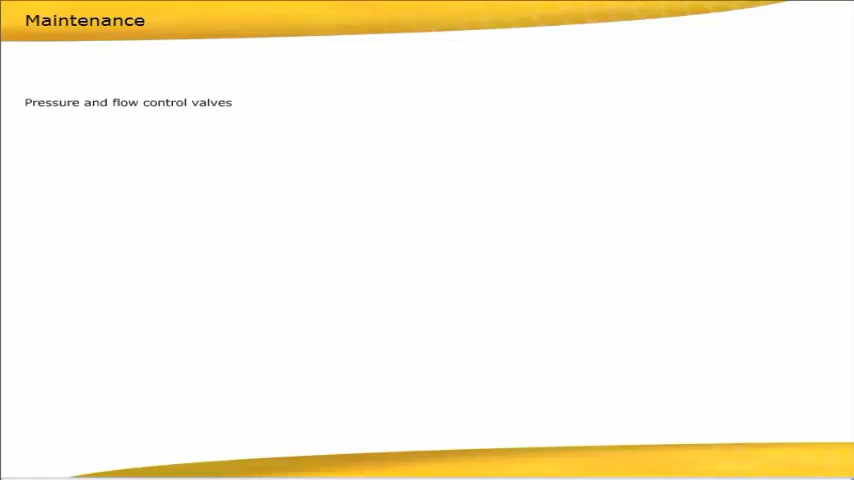 Maintenance
Pressure and flow control valves